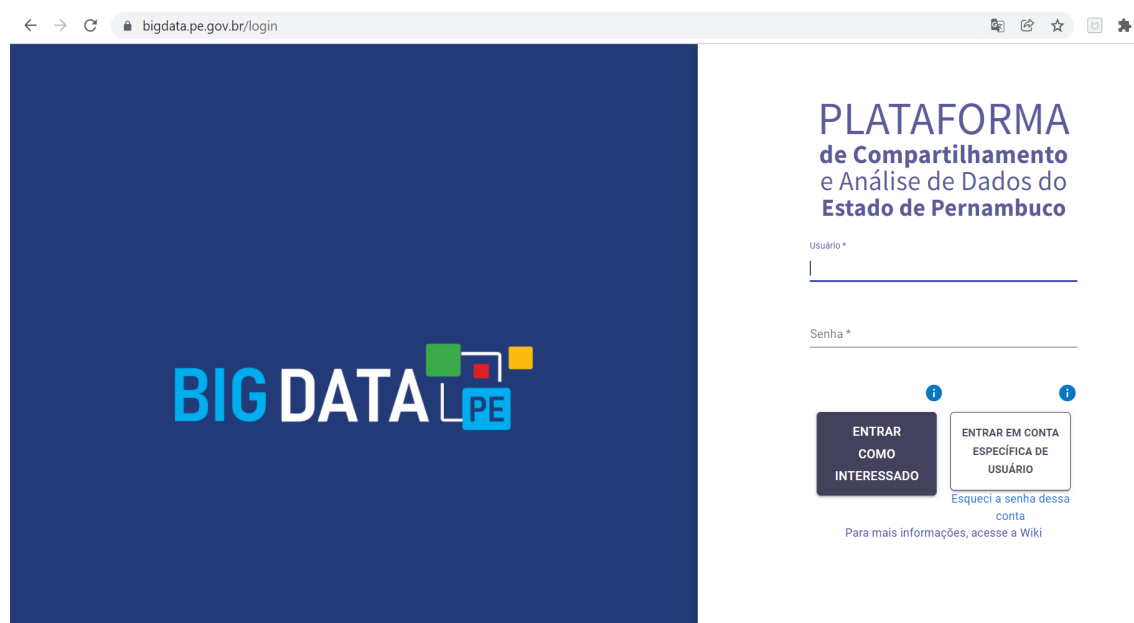 bigdata.pe.gov.br/login
BIG DATA PE
PLATAFORMA
de Compartilhamento
e Análise de Dados do
Estado de Pernambuco
Usuário *
Senha *
ENTRAR
COMO
INTERESSADO
ENTRAR EM CONTA
ESPECÍFICA DE
USUÁRIO
Esqueci a senha dessa
conta
Para mais informações, acesse a Wiki